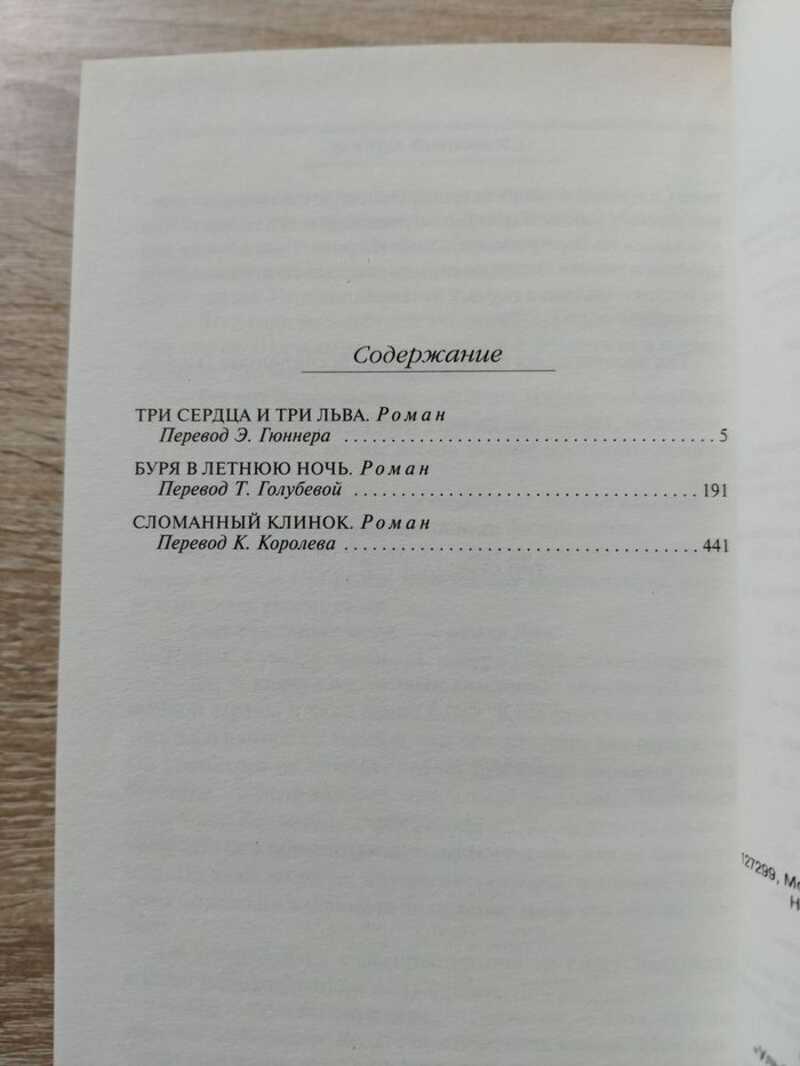 Содержание
ТРИ СЕРДЦА И ТРИ ЛЬВА. Роман
Перевод Э. Гюннера ........................................ 5
БУРЯ В ЛЕТНЮЮ НОЧЬ. Роман
Перевод Т. Голубевой ..................................... 191
СЛОМАННЫЙ КЛИНОК. Роман
Перевод К. Королева ...................................... 441
127299,